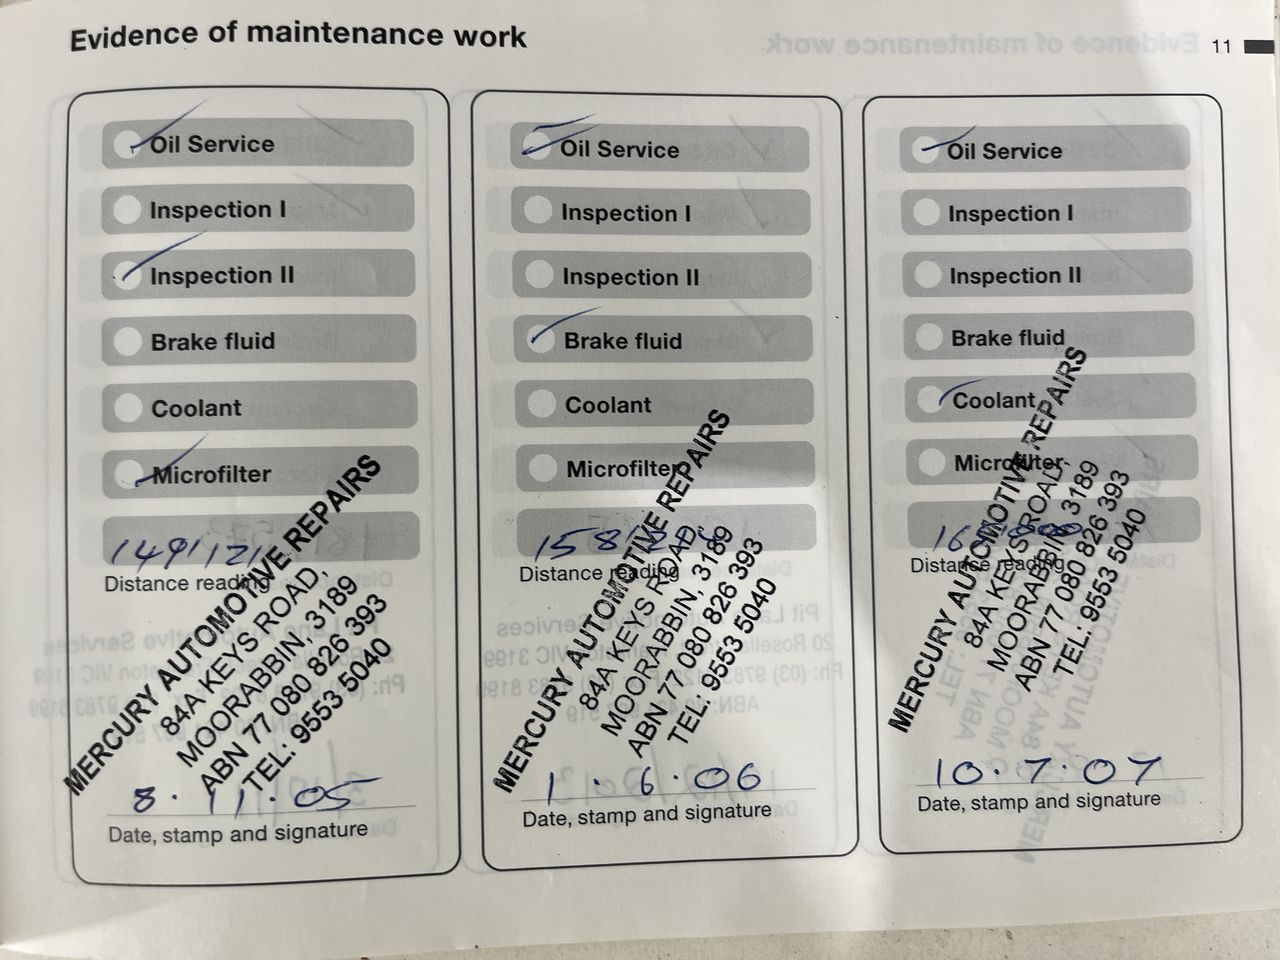 Evidence of maintenance work
11
Oil Service
Inspection I
Inspection II
Brake fluid
Coolant
Microfilter
149112
Distance reading
MERCURY AUTOMOTIVE REPAIRS
84A KEYS ROAD,
MOORABBIN, 3189
ABN 77 080 826 393
TEL: 9553 5040
8. 11. 05
Date, stamp and signature
Oil Service
Inspection I
Inspection II
Brake fluid
Coolant
Microfilter
Distance reading
MERCURY AUTOMOTIVE REPAIRS
84A KEYS ROAD,
MOORABBIN, 3189
ABN 77 080 826 393
TEL: 9553 5040
1. 6. 06
Date, stamp and signature
Oil Service
Inspection I
Inspection II
Brake fluid
Coolant
Microfilter
Distance reading
MERCURY AUTOMOTIVE REPAIRS
84A KEYS ROAD,
MOORABBIN, 3189
ABN 77 080 826 393
TEL: 9553 5040
10. 7. 07
Date, stamp and signature